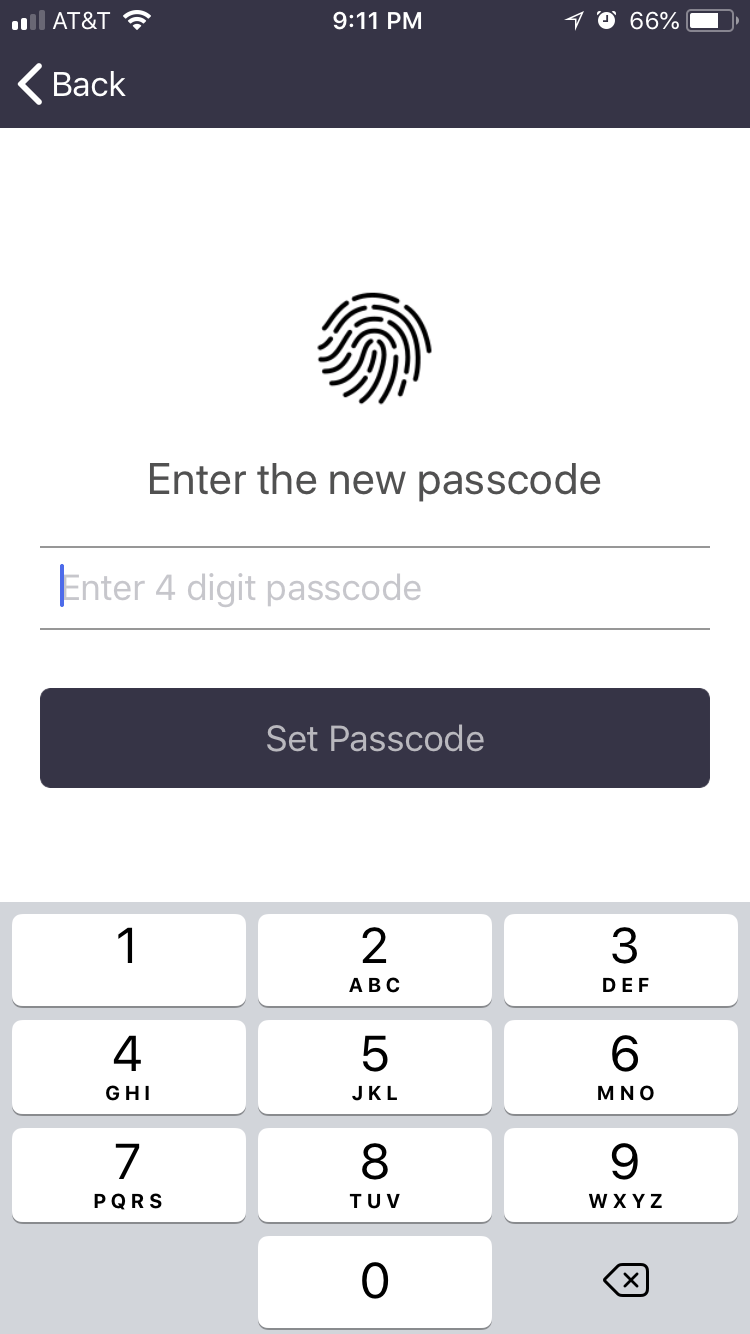 AT&T 9:11 PM 66%
Back
Enter the new passcode
Enter 4 digit passcode
Set Passcode
1 2 3
ABC DEF
4 5 6
GHI JKL MNO
7 8 9
PQRS TUV WXYZ
0